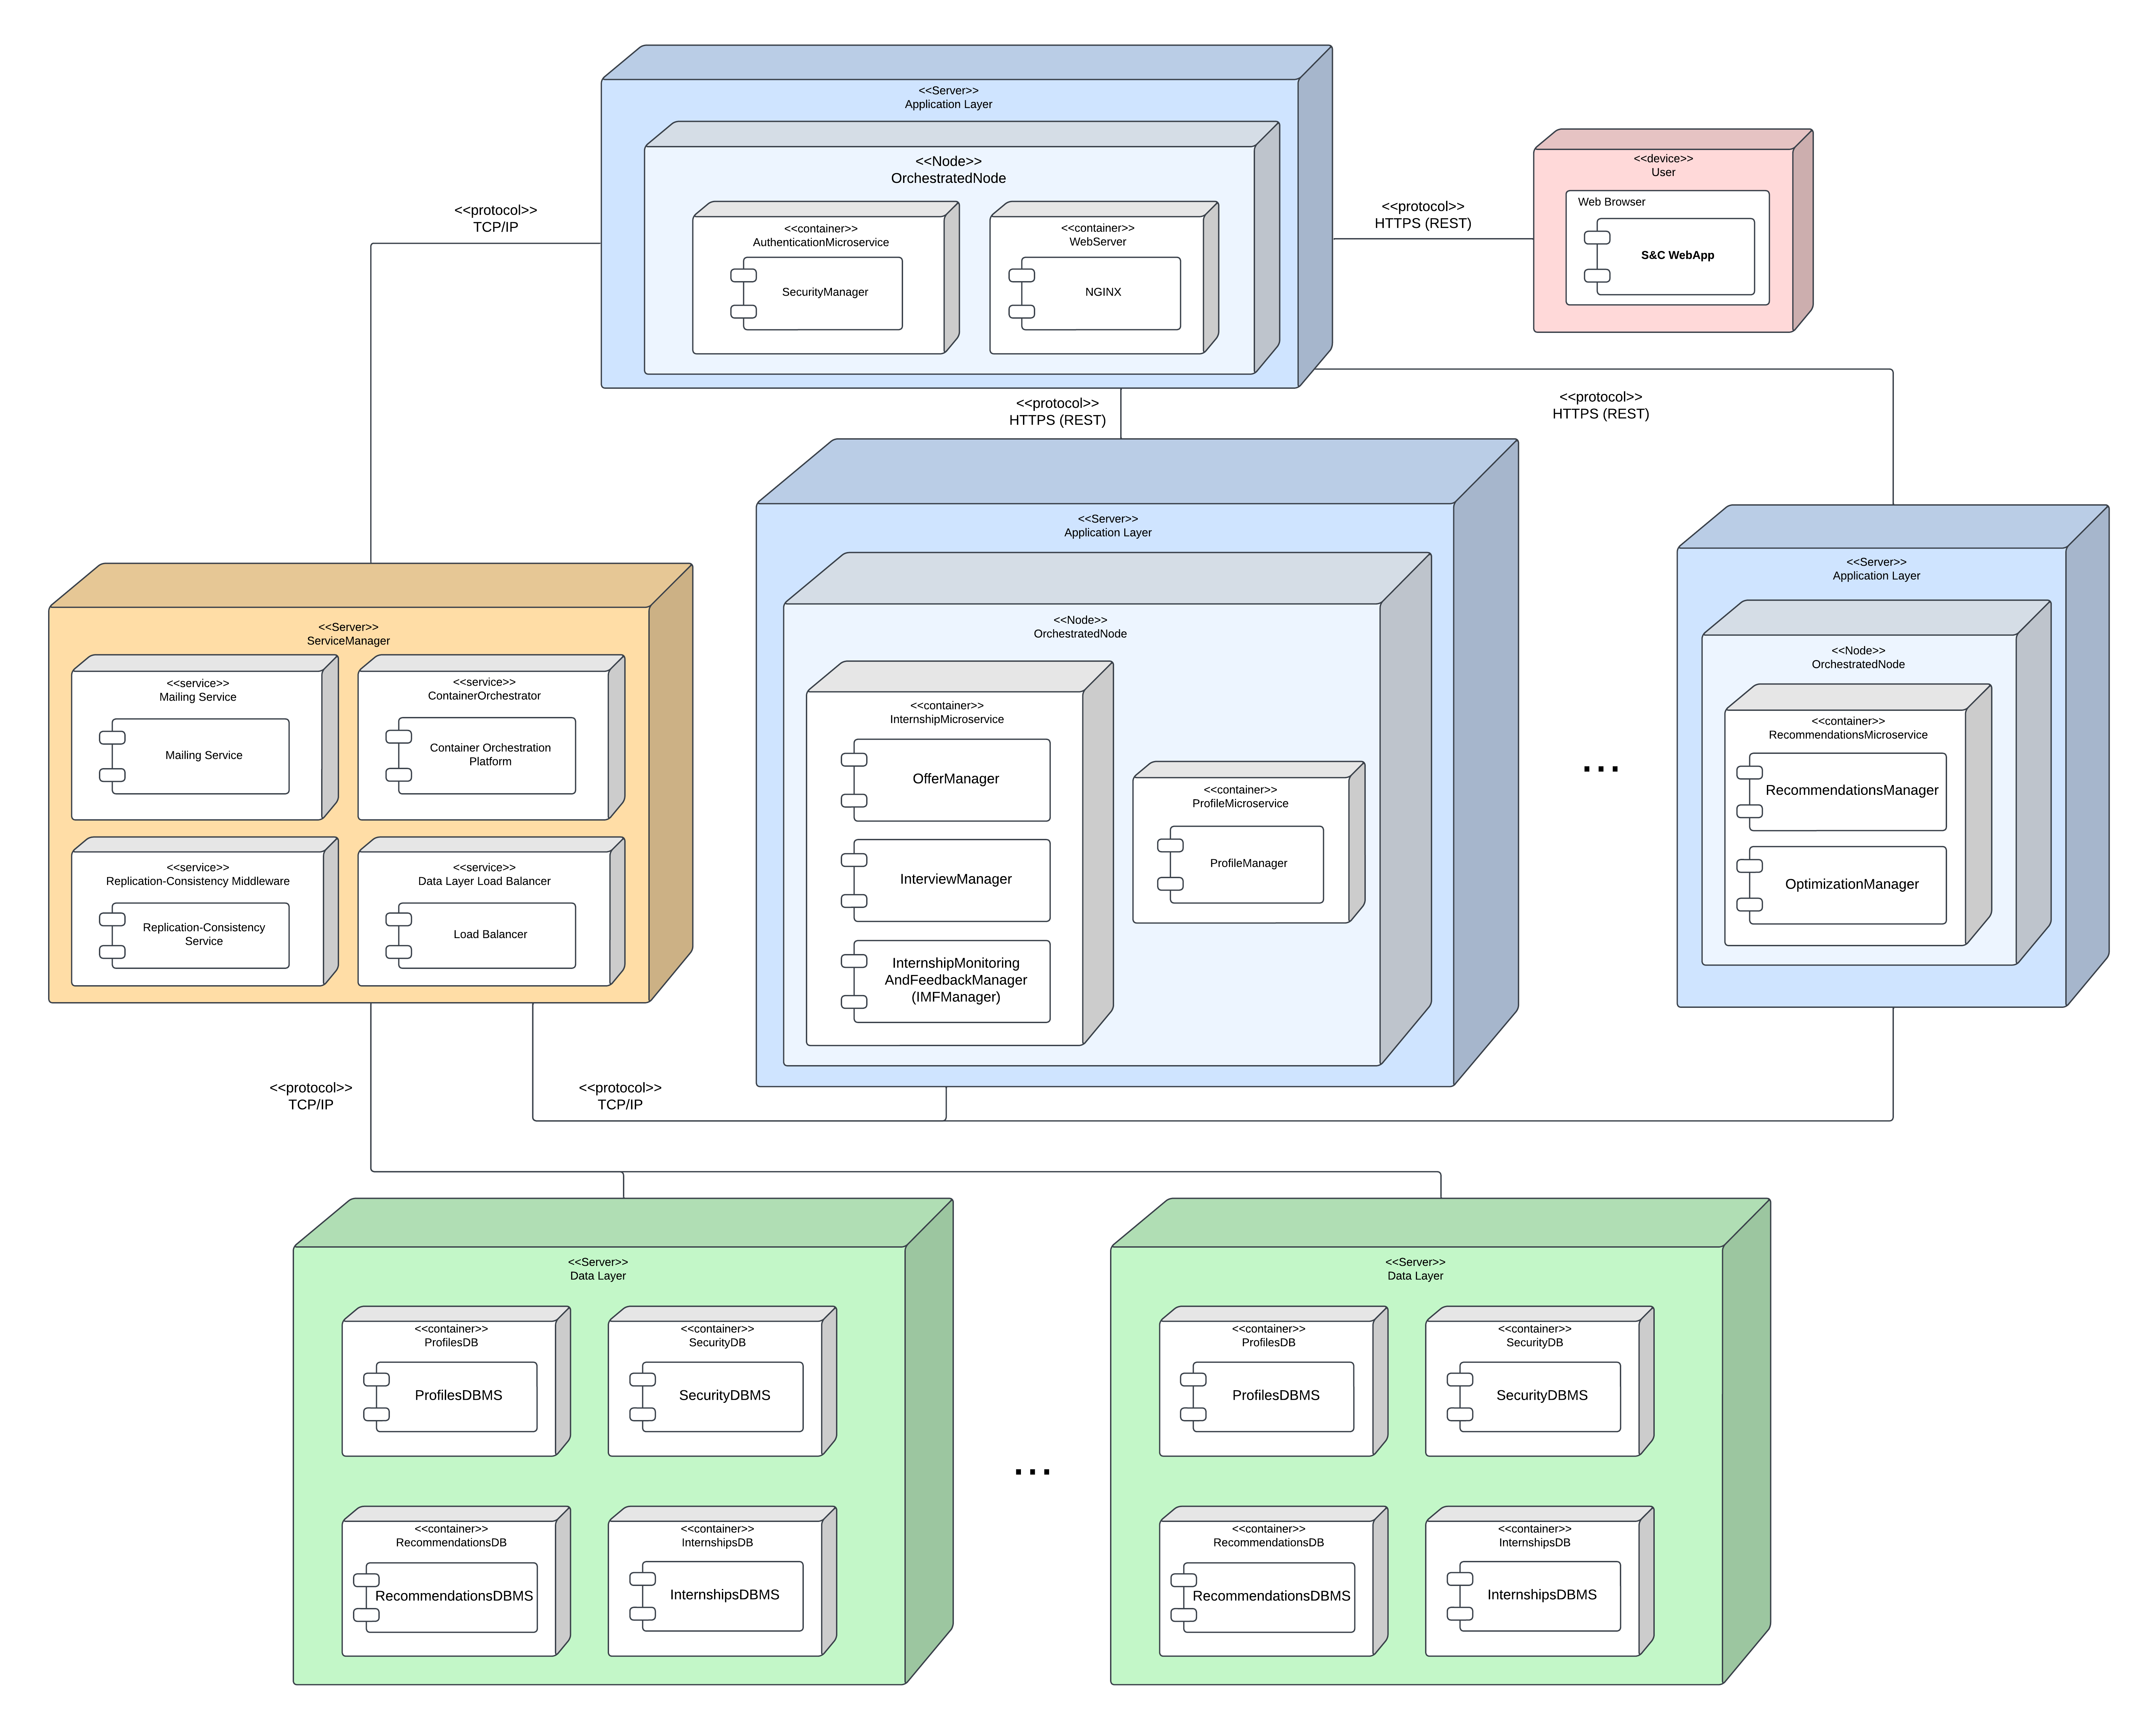 <<Server>>
Application Layer
<<Node>>
OrchestratedNode
<<container>>
AuthenticationMicroservice
SecurityManager
<<container>>
WebServer
NGINX
<<protocol>>
HTTPS (REST)
<<device>>
User
Web Browser
S&C WebApp
<<protocol>>
TCP/IP
<<protocol>>
HTTPS (REST)
<<protocol>>
HTTPS (REST)
<<Server>>
ServiceManager
<<service>>
Mailing Service
Mailing Service
<<service>>
ContainerOrchestrator
Container Orchestration
Platform
<<service>>
Replication-Consistency Middleware
Replication-Consistency
Service
<<service>>
Data Layer Load Balancer
Load Balancer
<<Server>>
Application Layer
<<Node>>
OrchestratedNode
<<container>>
InternshipMicroservice
OfferManager
InterviewManager
InternshipMonitoring
AndFeedbackManager
(IMFManager)
<<container>>
ProfileMicroservice
ProfileManager
...
<<Server>>
Application Layer
<<Node>>
OrchestratedNode
<<container>>
RecommendationsMicroservice
RecommendationsManager
OptimizationManager
<<protocol>>
TCP/IP
<<protocol>>
TCP/IP
<<Server>>
Data Layer
<<container>>
ProfilesDB
ProfilesDBMS
<<container>>
SecurityDB
SecurityDBMS
<<container>>
RecommendationsDB
RecommendationsDBMS
<<container>>
InternshipsDB
InternshipsDBMS
...
<<Server>>
Data Layer
<<container>>
ProfilesDB
ProfilesDBMS
<<container>>
SecurityDB
SecurityDBMS
<<container>>
RecommendationsDB
RecommendationsDBMS
<<container>>
InternshipsDB
InternshipsDBMS